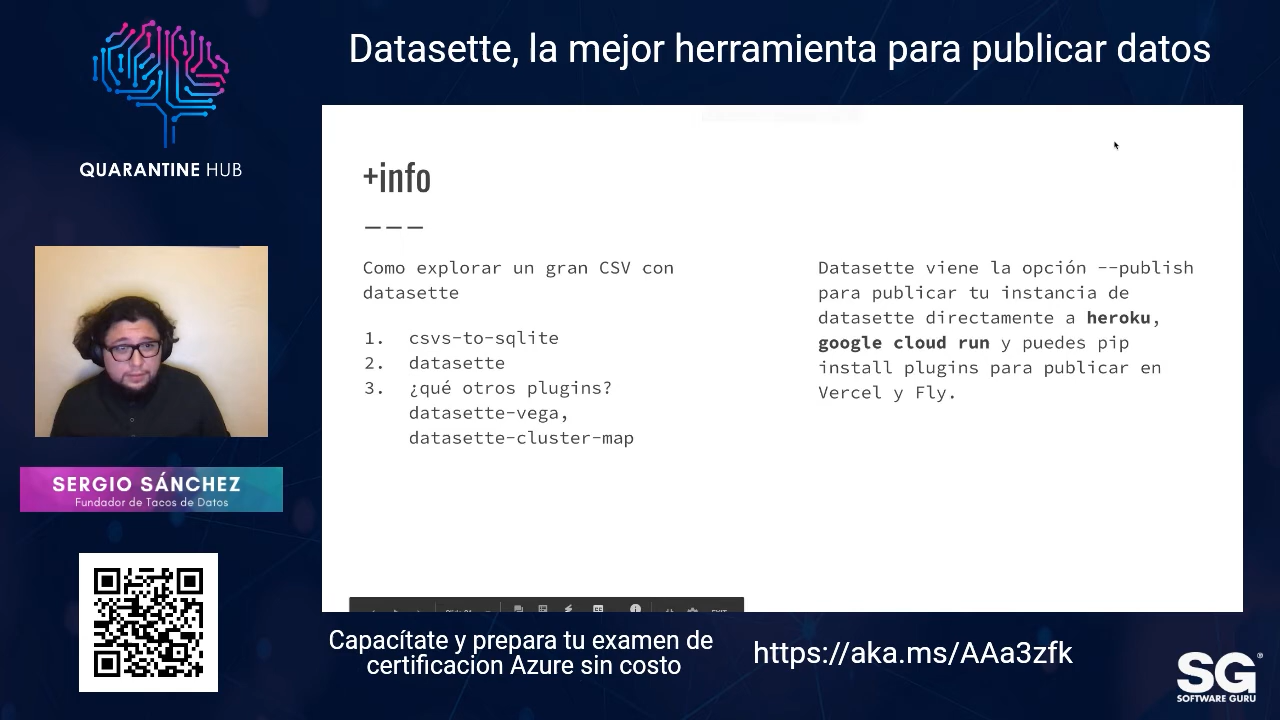 Datasette, la mejor herramienta para publicar datos
QUARANTINE HUB
+info
Como explorar un gran CSV con
datasette
1. csvs-to-sqlite
2. datasette
3. ¿qué otros plugins?
datasette-vega,
datasette-cluster-map
Datasette viene la opción --publish
para publicar tu instancia de
datasette directamente a heroku,
google cloud run y puedes pip
install plugins para publicar en
Vercel y Fly.
SERGIO SÁNCHEZ
Fundador de Tacos de Datos
Capacítate y prepara tu examen de
certificacion Azure sin costo
https://aka.ms/AAa3zfk
SG®
SOFTWARE GURU